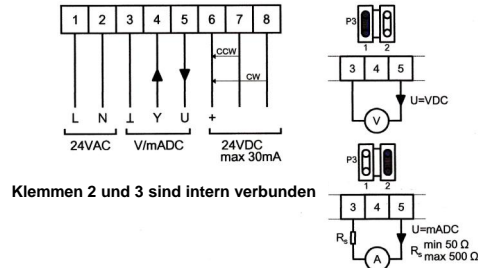 1 2 3 4 5 6 7 8
CCW
CW
L N ⊥ Y U +
24VAC V/mADC 24VDC
max 30mA
Klemmen 2 und 3 sind intern verbunden
P3
1 2
3 4 5
U=VDC
V
P3
1 2
3 4 5
U=mADC
Rs
Rs min 50 Ω
max 500 Ω
A